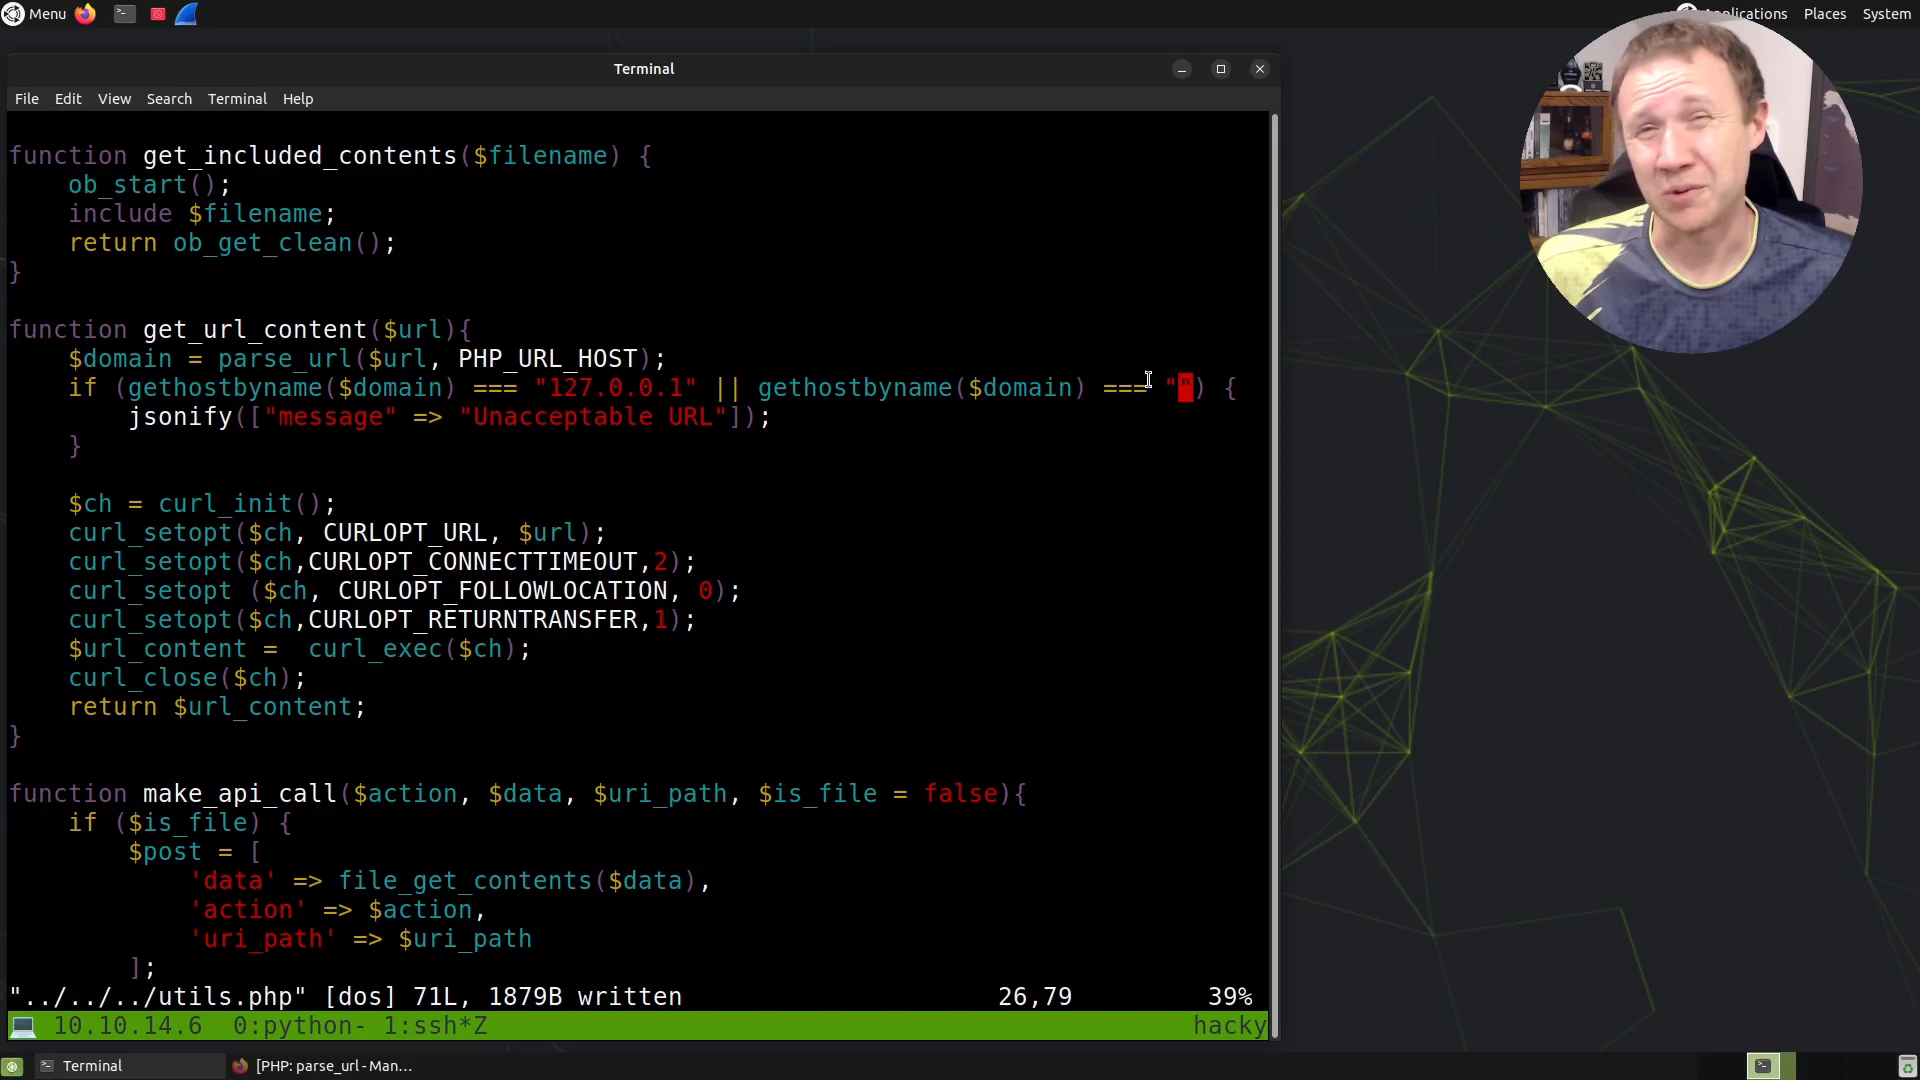 Menu
Applications Places System
Terminal
File Edit View Search Terminal Help
function get_included_contents($filename) {
    ob_start();
    include $filename;
    return ob_get_clean();
}
function get_url_content($url){
    $domain = parse_url($url, PHP_URL_HOST);
    if (gethostbyname($domain) === "127.0.0.1" || gethostbyname($domain) === "") {
        jsonify(["message" => "Unacceptable URL"]);
    }
    $ch = curl_init();
    curl_setopt($ch, CURLOPT_URL, $url);
    curl_setopt($ch,CURLOPT_CONNECTTIMEOUT,2);
    curl_setopt ($ch, CURLOPT_FOLLOWLOCATION, 0);
    curl_setopt($ch,CURLOPT_RETURNTRANSFER,1);
    $url_content =  curl_exec($ch);
    curl_close($ch);
    return $url_content;
}
function make_api_call($action, $data, $uri_path, $is_file = false){
    if ($is_file) {
        $post = [
            'data' => file_get_contents($data),
            'action' => $action,
            'uri_path' => $uri_path
        ];
"../../../utils.php" [dos] 71L, 1879B written 26,79 39%
10.10.14.6 0:python- 1:ssh*Z hacky
Terminal [PHP: parse_url - Man...